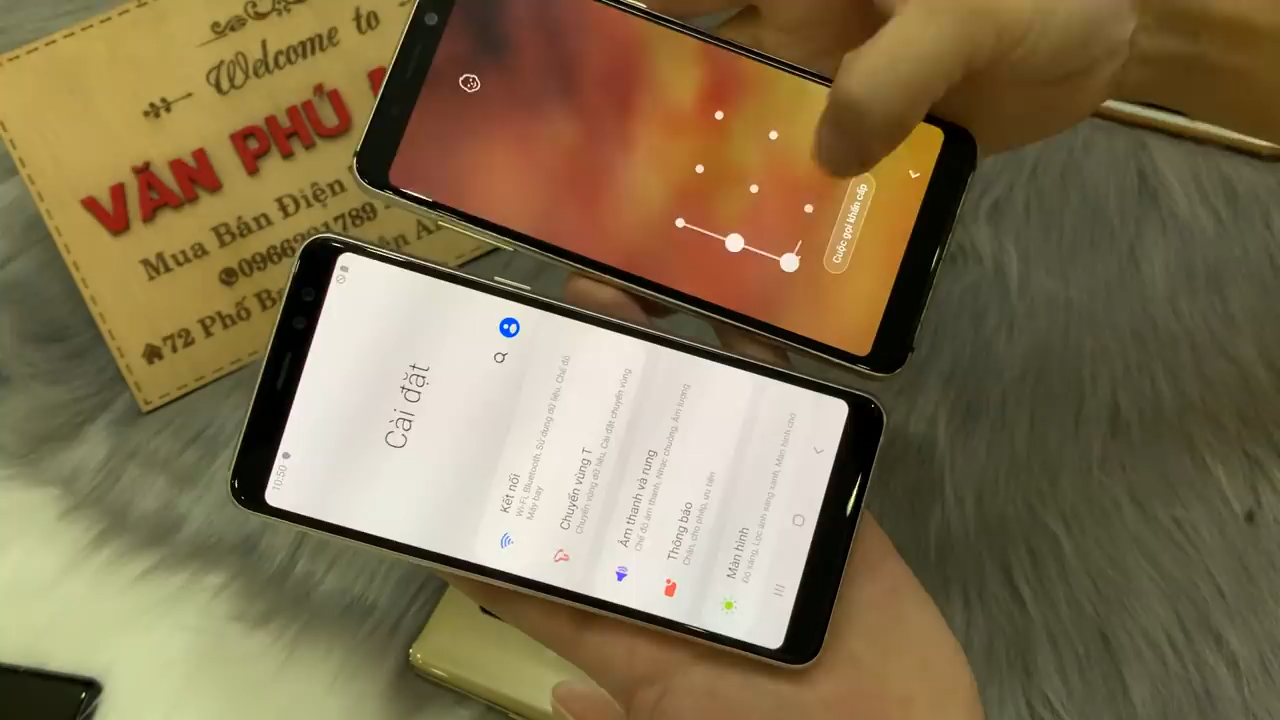 Welcome to
VĂN PHÚ
Mua Bán Điện
72 Phố
Cuộc gọi khẩn cấp
10:50
Cài đặt
Kết nối
Wi-Fi, Bluetooth, Sử dụng dữ liệu, Chế độ
Máy bay
Chuyển vùng T
Chuyển vùng dữ liệu, Cài đặt chuyển vùng
Âm thanh và rung
Chế độ âm thanh, Nhạc chuông, Âm lượng
Thông báo
Chặn, cho phép, ưu tiên
Màn hình
Độ sáng, Lọc ánh sáng xanh, Màn hình chờ